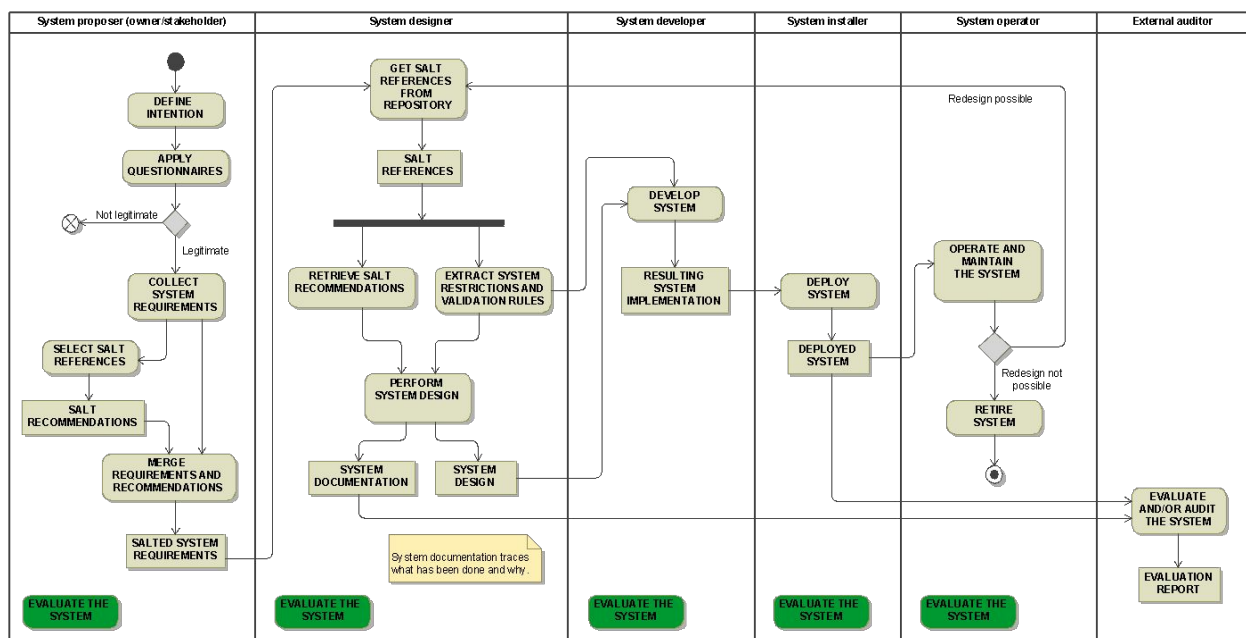 System proposer (owner/stakeholder)
System designer
System developer
System installer
System operator
External auditor
DEFINE
INTENTION
APPLY
QUESTIONNAIRES
Not legitimate
Legitimate
COLLECT
SYSTEM
REQUIREMENTS
SELECT SALT
REFERENCES
SALT
RECOMMENDATIONS
MERGE
REQUIREMENTS AND
RECOMMENDATIONS
SALTED SYSTEM
REQUIREMENTS
EVALUATE THE
SYSTEM
GET SALT
REFERENCES
FROM
REPOSITORY
SALT
REFERENCES
RETRIEVE SALT
RECOMMENDATIONS
EXTRACT SYSTEM
RESTRICTIONS AND
VALIDATION RULES
PERFORM
SYSTEM DESIGN
SYSTEM
DOCUMENTATION
SYSTEM
DESIGN
System documentation traces
what has been done and why.
EVALUATE THE
SYSTEM
DEVELOP
SYSTEM
RESULTING
SYSTEM
IMPLEMENTATION
EVALUATE THE
SYSTEM
DEPLOY
SYSTEM
DEPLOYED
SYSTEM
EVALUATE THE
SYSTEM
Redesign possible
OPERATE AND
MAINTAIN
THE SYSTEM
Redesign not
possible
RETIRE
SYSTEM
EVALUATE THE
SYSTEM
EVALUATE
AND/OR AUDIT
THE SYSTEM
EVALUATION
REPORT